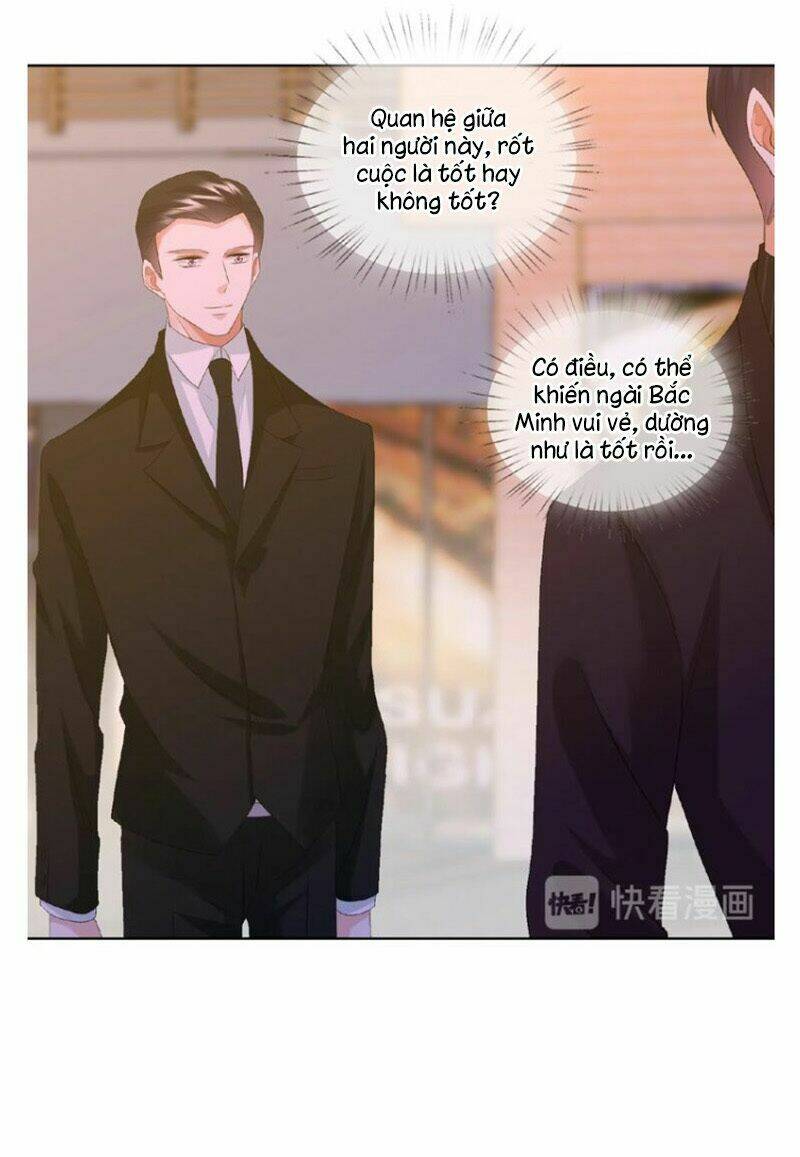 Quan hệ giữa
hai người này, rốt
cuộc là tốt hay
không tốt?
Có điều, có thể
khiến ngài Bắc
Minh vui vẻ, dường
như là tốt rồi...
快看! 快看漫画